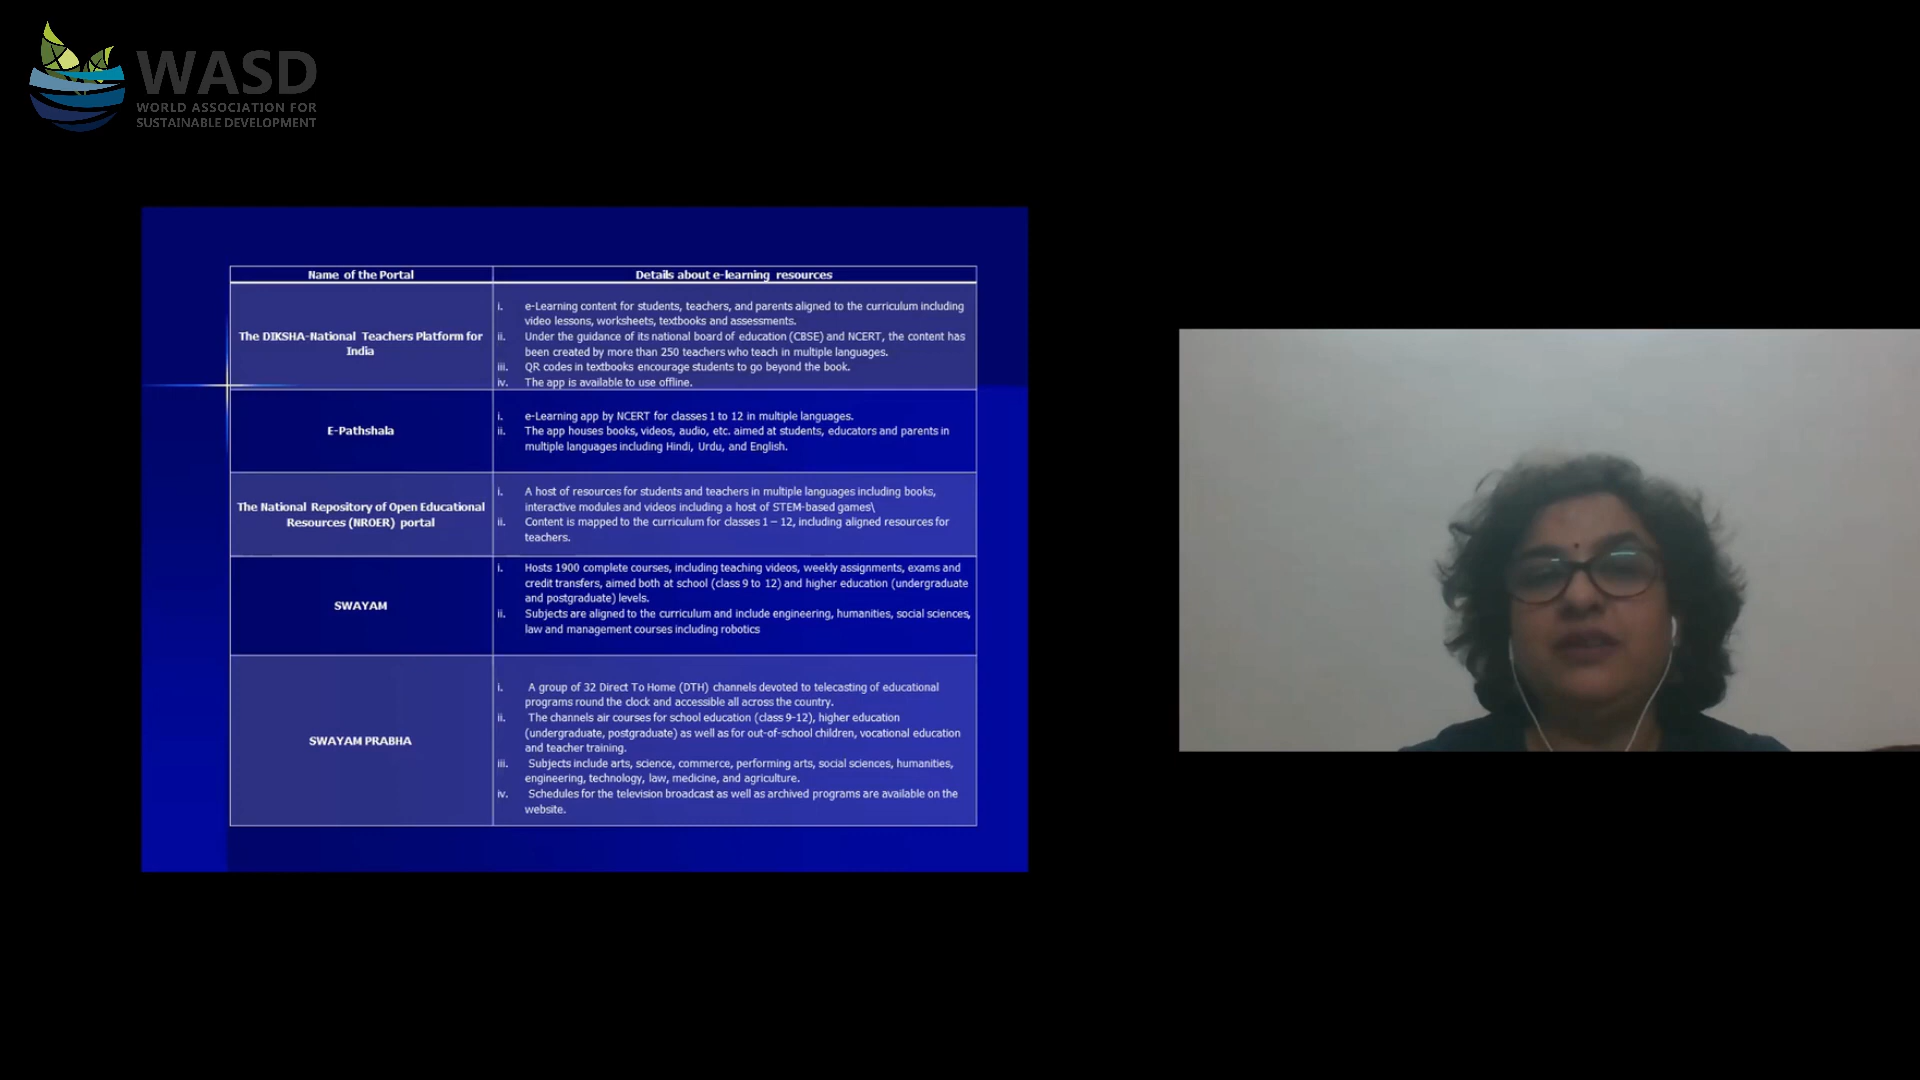 WASD
WORLD ASSOCIATION FOR
SUSTAINABLE DEVELOPMENT
Name of the Portal
Details about e-learning resources
The DIKSHA-National Teachers Platform for
India
i. e-Learning content for students, teachers, and parents aligned to the curriculum including
video lessons, worksheets, textbooks and assessments.
ii. Under the guidance of its national board of education (CBSE) and NCERT, the content has
been created by more than 250 teachers who teach in multiple languages.
iii. QR codes in textbooks encourage students to go beyond the book.
iv. The app is available to use offline.
E-Pathshala
i. e-Learning app by NCERT for classes 1 to 12 in multiple languages.
ii. The app houses books, videos, audio, etc. aimed at students, educators and parents in
multiple languages including Hindi, Urdu, and English.
The National Repository of Open Educational
Resources (NROER) portal
i. A host of resources for students and teachers in multiple languages including books,
interactive modules and videos including a host of STEM-based games\
ii. Content is mapped to the curriculum for classes 1 – 12, including aligned resources for
teachers.
SWAYAM
i. Hosts 1900 complete courses, including teaching videos, weekly assignments, exams and
credit transfers, aimed both at school (class 9 to 12) and higher education (undergraduate
and postgraduate) levels.
ii. Subjects are aligned to the curriculum and include engineering, humanities, social sciences,
law and management courses including robotics
SWAYAM PRABHA
i. A group of 32 Direct To Home (DTH) channels devoted to telecasting of educational
programs round the clock and accessible all across the country.
ii. The channels air courses for school education (class 9-12), higher education
(undergraduate, postgraduate) as well as for out-of-school children, vocational education
and teacher training.
iii. Subjects include arts, science, commerce, performing arts, social sciences, humanities,
engineering, technology, law, medicine, and agriculture.
iv. Schedules for the television broadcast as well as archived programs are available on the
website.